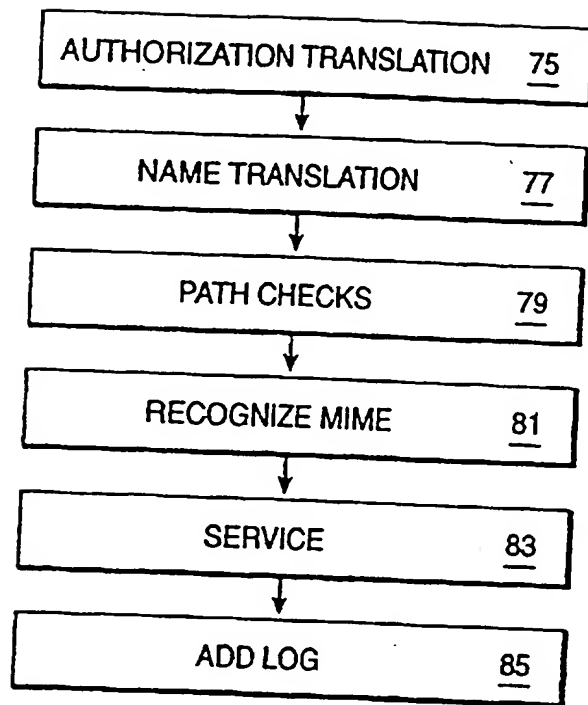 AUTHORIZATION TRANSLATION 75
NAME TRANSLATION 77
PATH CHECKS 79
RECOGNIZE MIME 81
SERVICE 83
ADD LOG 85